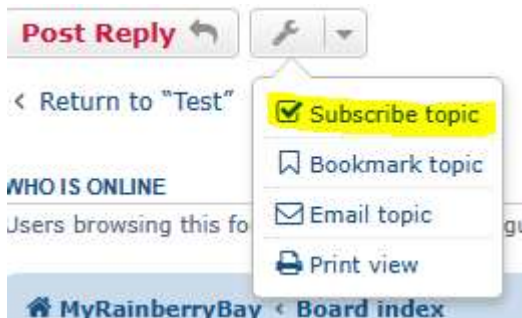 Post Reply
< Return to "Test"
Subscribe topic
Bookmark topic
WHO IS ONLINE
Email topic
Users browsing this fo
Print view
MyRainberryBay < Board index